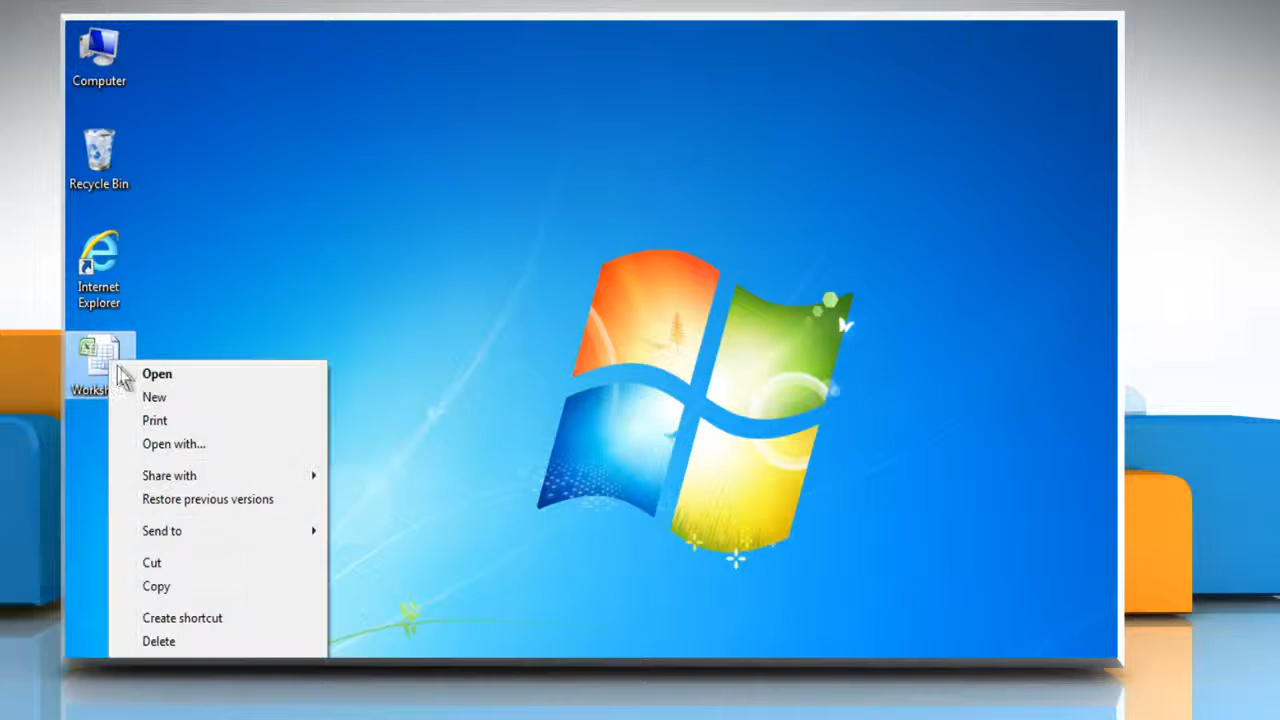 Computer
Recycle Bin
Internet
Explorer
Open
New
Print
Open with...
Share with
Restore previous versions
Send to
Cut
Copy
Create shortcut
Delete